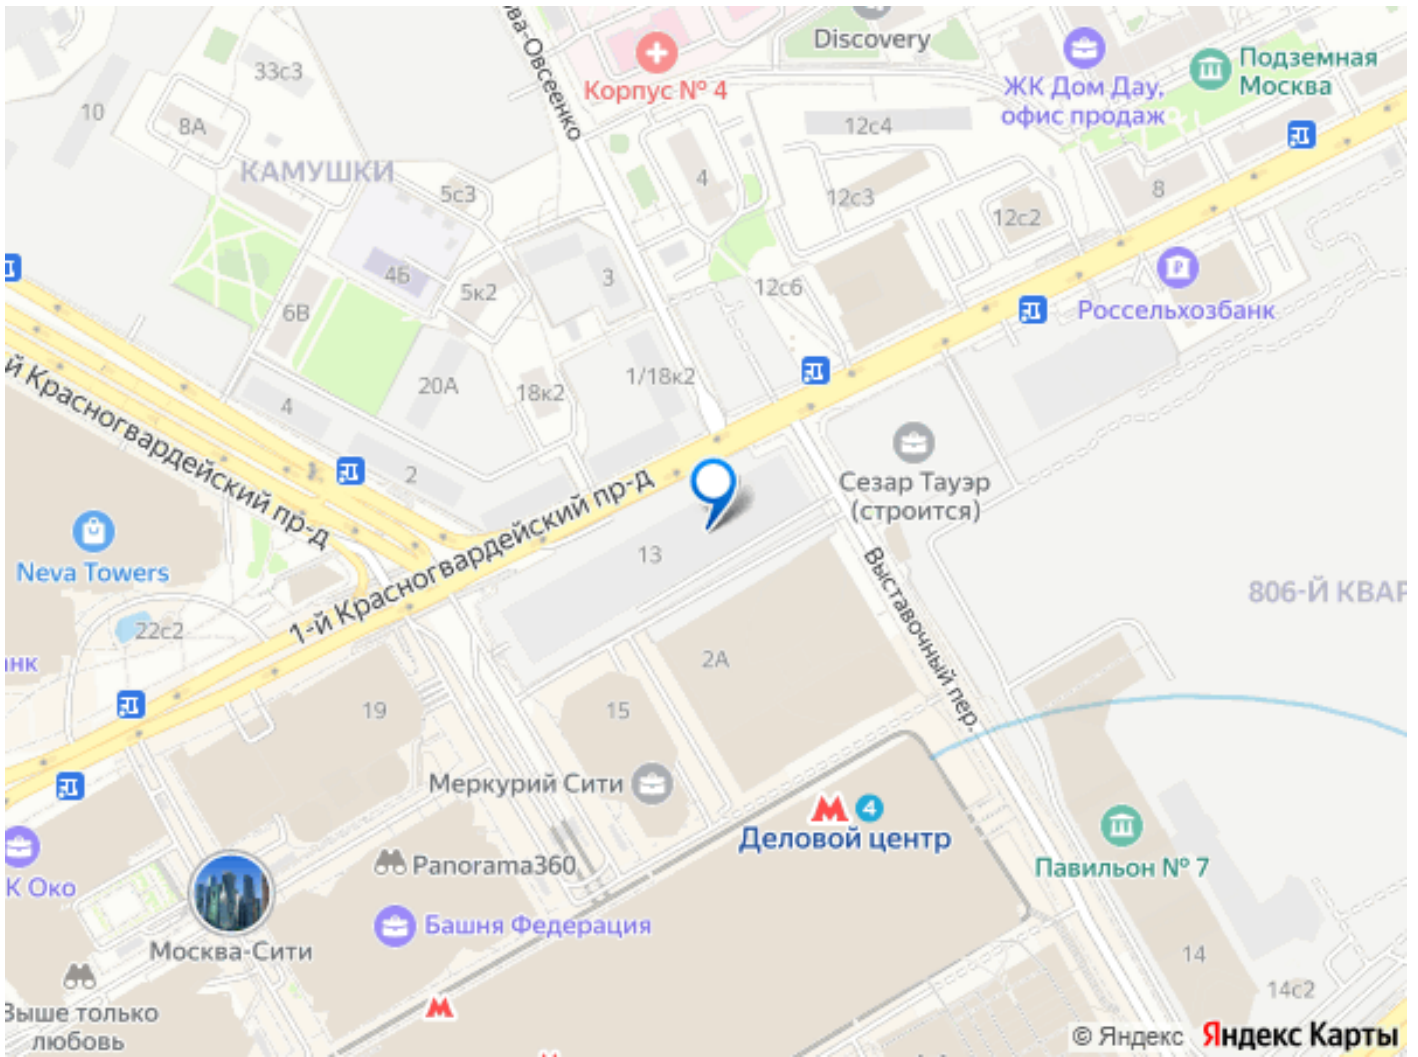 ва-Овсеенко
Discovery
Корпус № 4
ЖК Дом Дау,
офис продаж
Подземная
Москва
33с3
10
8А
КАМУШКИ
5с3
4
12с4
12с3
12с2
8
4Б
5к2
3
12с6
6В
Россельхозбанк
20А
18к2
1/18к2
4
2
й Красногвардейский пр-д
1-й Красногвардейский пр-д
Сезар Тауэр
(строится)
13
Neva Towers
Выставочный пер.
806-Й КВАР
22с2
нк
2А
19
15
Меркурий Сити
4
Деловой центр
Павильон № 7
К Око
Panorama360
Башня Федерация
Москва-Сити
14
14с2
Выше только
любовь
© Яндекс Яндекс Карты